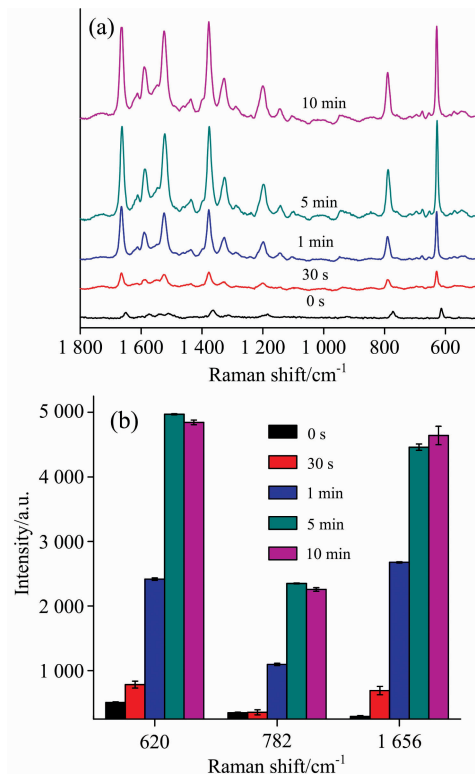 (a)
10 min
5 min
1 min
30 s
0 s
1 800 1 600 1 400 1 200 1 000 800 600
Raman shift/cm-1
(b)
5 000
4 000
3 000
2 000
1 000
Intensity/a.u.
0 s
30 s
1 min
5 min
10 min
620 782 1 656
Raman shift/cm-1